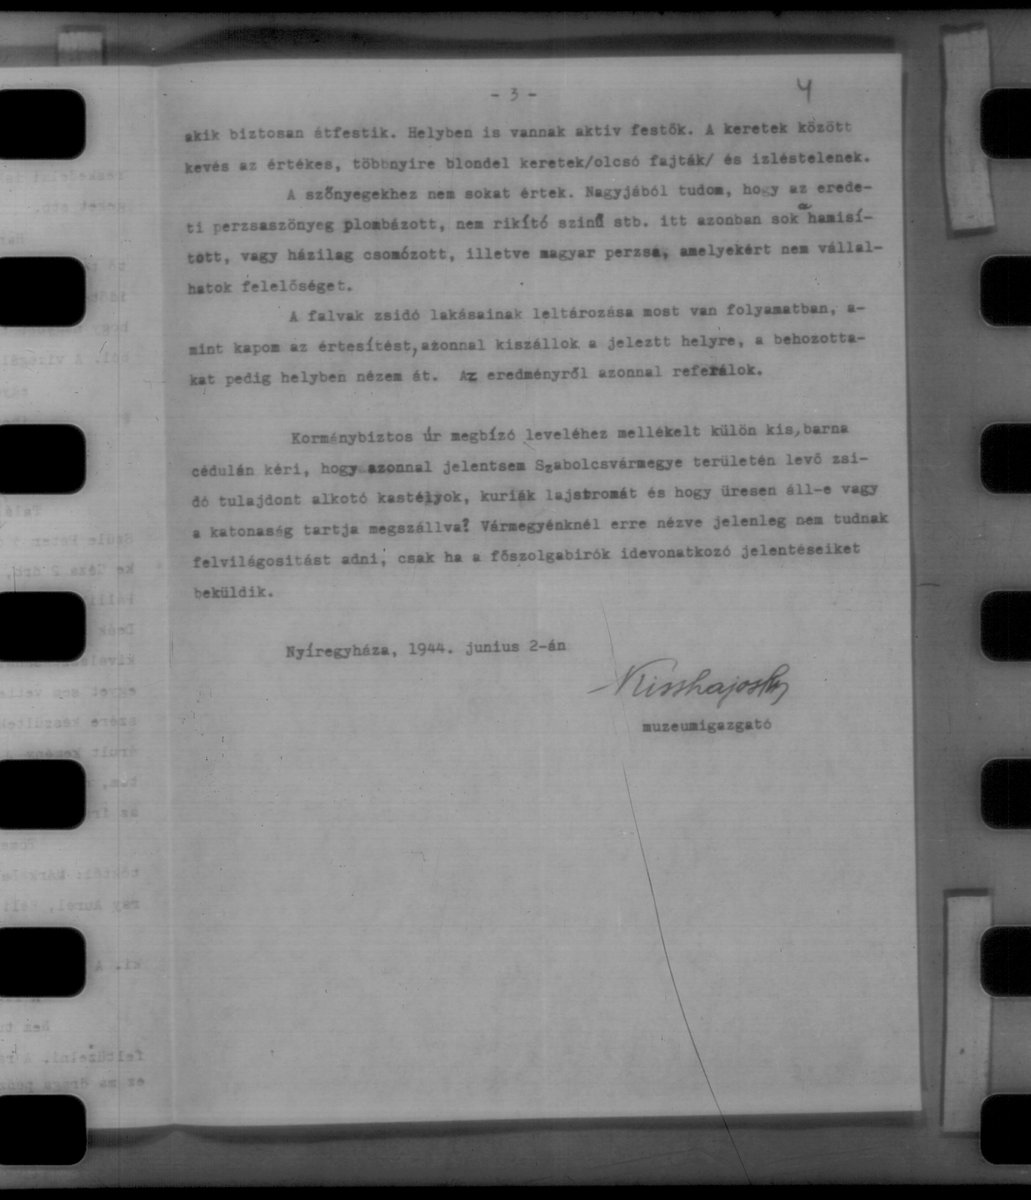 - 3 -
4
akik biztosan átfestik. Helyben is vannak aktiv festők. A keretek között
kevés az értékes, többnyire blondel keretek/olcsó fajták/ és izléstelenek.
A szőnyegekhez nem sokat értek. Nagyjából tudom, hogy az erede-
ti perzsaszőnyeg plombázott, nem rikító szinű stb. itt azonban sok a hamisí-
tott, vagy házilag csomózott, illetve magyar perzsa, amelyekért nem vállal-
hatok felelőséget.
A falvak zsidó lakásainak leltározása most van folyamatban, a-
mint kapom az értesítést, azonnal kiszállok a jeleztt helyre, a behozotta-
kat pedig helyben nézem át. Az eredményről azonnal referálok.
Kormánybiztos úr megbízó leveléhez mellékelt külön kis, barna
cédulán kéri, hogy azonnal jelentsem Szabolcsvármegye területén levő zsi-
dó tulajdont alkotó kastélyok, kuriák lajstromát és hogy üresen áll-e vagy
a katonaság tartja megszállva? Vármegyénknél erre nézve jelenleg nem tudnak
felvilágositást adni, csak ha a főszolgabirók idevonatkozó jelentéseiket
beküldik.
Nyíregyháza, 1944. junius 2-án
muzeumigazgató